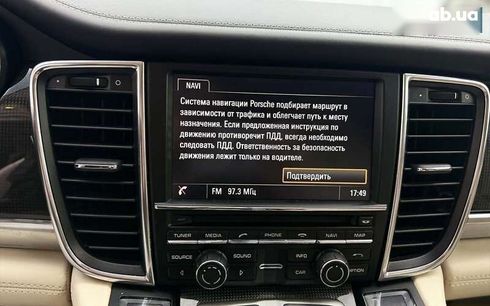 ab.ua
NAVI
Система навигации Porsche подбирает маршрут в
зависимости от трафика и облегчает путь к месту
назначения. Если предложенная инструкция по
движению противоречит ПДД, всегда необходимо
следовать ПДД. Ответственность за безопасность
движения лежит только на водителе.
Подтвердить
FM 97.3 МГц 17:49
TUNER MEDIA PHONE NAVI MAP
SOURCE SOUND INFO
CAR